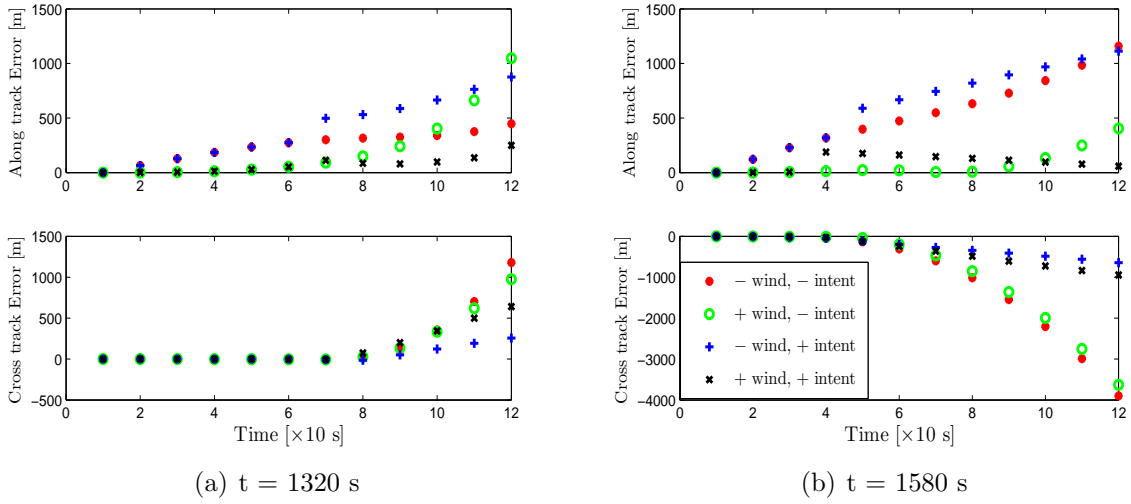 1500
1000
500
0
Along track Error [m]
0 2 4 6 8 10 12
1500
1000
500
0
−500
Cross track Error [m]
0 2 4 6 8 10 12
Time [×10 s]
(a) t = 1320 s
1500
1000
500
0
Along track Error [m]
0 2 4 6 8 10 12
0
−1000
−2000
−3000
−4000
Cross track Error [m]
− wind, − intent
+ wind, − intent
− wind, + intent
+ wind, + intent
0 2 4 6 8 10 12
Time [×10 s]
(b) t = 1580 s